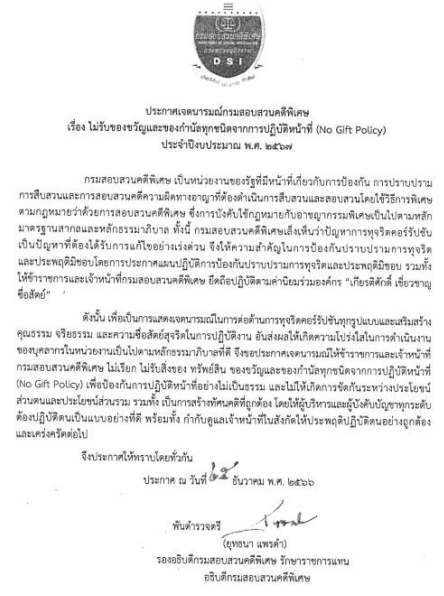 กรมสอบสวนคดีพิเศษ
DSI
ประกาศเจตนารมณ์กรมสอบสวนคดีพิเศษ
เรื่อง ไม่รับของขวัญและของกำนัลทุกชนิดจากการปฏิบัติหน้าที่ (No Gift Policy)
ประจำปีงบประมาณ พ.ศ. ๒๕๖๗
กรมสอบสวนคดีพิเศษ เป็นหน่วยงานของรัฐที่มีหน้าที่เกี่ยวกับการป้องกัน การปราบปราม
การสืบสวนและการสอบสวนคดีความผิดทางอาญาที่ต้องดำเนินการสืบสวนและสอบสวนโดยใช้วิธีการพิเศษ
ตามกฎหมายว่าด้วยการสอบสวนคดีพิเศษ ซึ่งการบังคับใช้กฎหมายกับอาชญากรรมพิเศษเป็นไปตามหลัก
มาตรฐานสากลและหลักธรรมาภิบาล ทั้งนี้ กรมสอบสวนคดีพิเศษเล็งเห็นว่าปัญหาการทุจริตคอร์รัปชัน
เป็นปัญหาที่ต้องได้รับการแก้ไขอย่างเร่งด่วน จึงให้ความสำคัญในการป้องกันปราบปรามการทุจริต
และประพฤติมิชอบโดยการประกาศแผนปฏิบัติการป้องกันปราบปรามการทุจริตและประพฤติมิชอบ รวมทั้ง
ให้ข้าราชการและเจ้าหน้าที่กรมสอบสวนคดีพิเศษ ยึดถือปฏิบัติตามค่านิยมร่วมองค์กร “เกียรติศักดิ์ เชี่ยวชาญ
ซื่อสัตย์”
ดังนั้น เพื่อเป็นการแสดงเจตนารมณ์ในการต่อต้านการทุจริตคอร์รัปชันทุกรูปแบบและเสริมสร้าง
คุณธรรม จริยธรรม และความซื่อสัตย์สุจริตในการปฏิบัติงาน อันส่งผลให้เกิดความโปร่งใสในการดำเนินงาน
ของบุคลากรในหน่วยงานเป็นไปตามหลักธรรมาภิบาลที่ดี จึงขอประกาศเจตนารมณ์ให้ข้าราชการและเจ้าหน้าที่
กรมสอบสวนคดีพิเศษ ไม่เรียก ไม่รับสิ่งของ ทรัพย์สิน ของขวัญและของกำนัลทุกชนิดจากการปฏิบัติหน้าที่
(No Gift Policy) เพื่อป้องกันการปฏิบัติหน้าที่อย่างไม่เป็นธรรม และไม่ให้เกิดการขัดกันระหว่างประโยชน์
ส่วนตนและประโยชน์ส่วนรวม รวมทั้ง เป็นการสร้างทัศนคติที่ถูกต้อง โดยให้ผู้บริหารและผู้บังคับบัญชาทุกระดับ
ต้องปฏิบัติตนเป็นแบบอย่างที่ดี พร้อมทั้ง กำกับดูแลเจ้าหน้าที่ในสังกัดให้ประพฤติปฏิบัติตนอย่างถูกต้อง
และเคร่งครัดต่อไป
จึงประกาศให้ทราบโดยทั่วกัน
ประกาศ ณ วันที่ ธันวาคม พ.ศ. ๒๕๖๖
พันตำรวจตรี
(ยุทธนา แพรดำ)
รองอธิบดีกรมสอบสวนคดีพิเศษ รักษาราชการแทน
อธิบดีกรมสอบสวนคดีพิเศษ